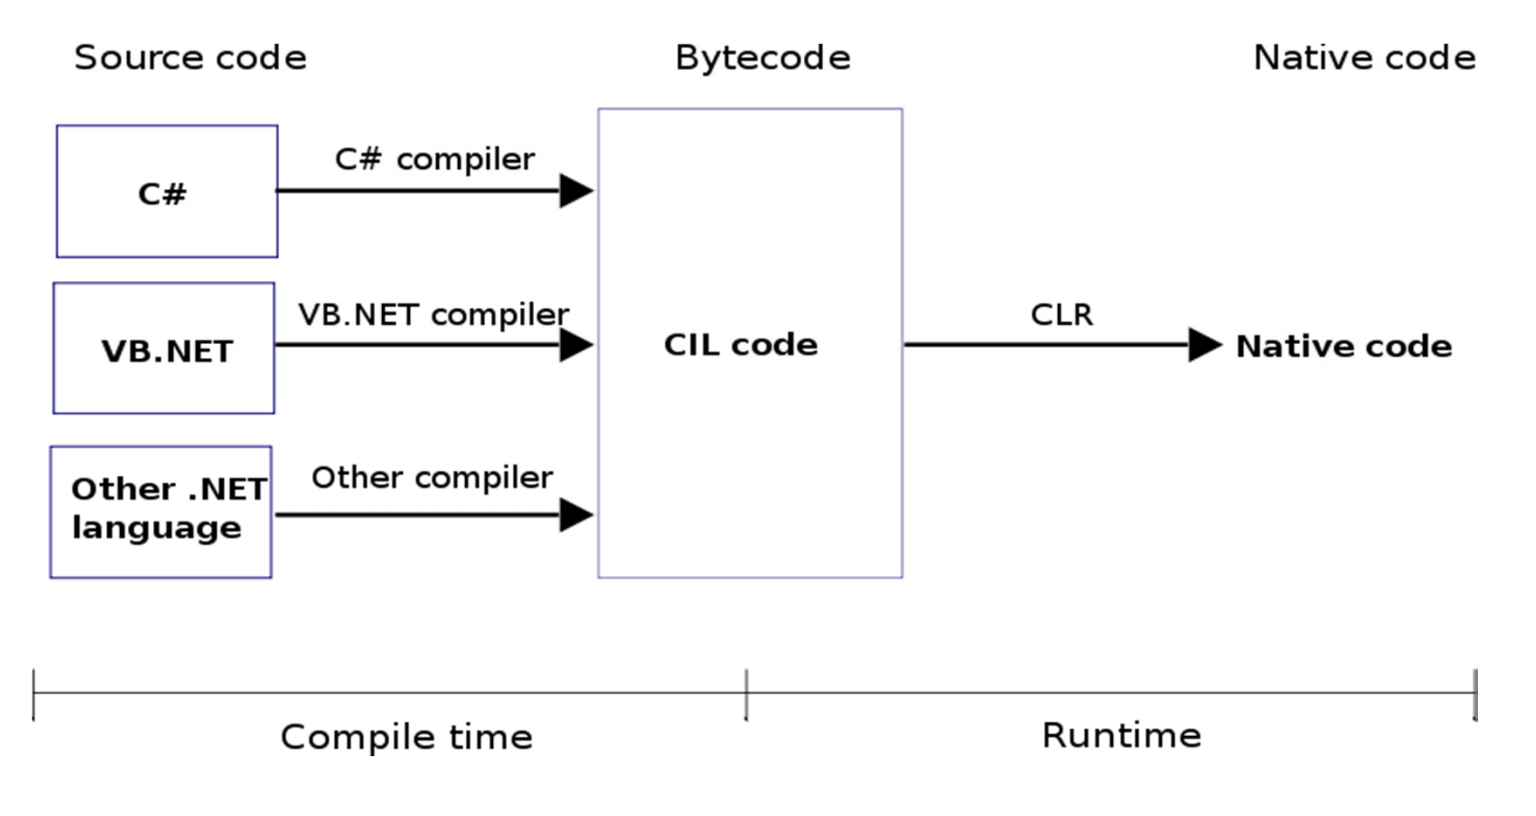 Source code
Bytecode
Native code
C#
C# compiler
VB.NET
VB.NET compiler
CIL code
CLR
Native code
Other .NET
language
Other compiler
Compile time
Runtime